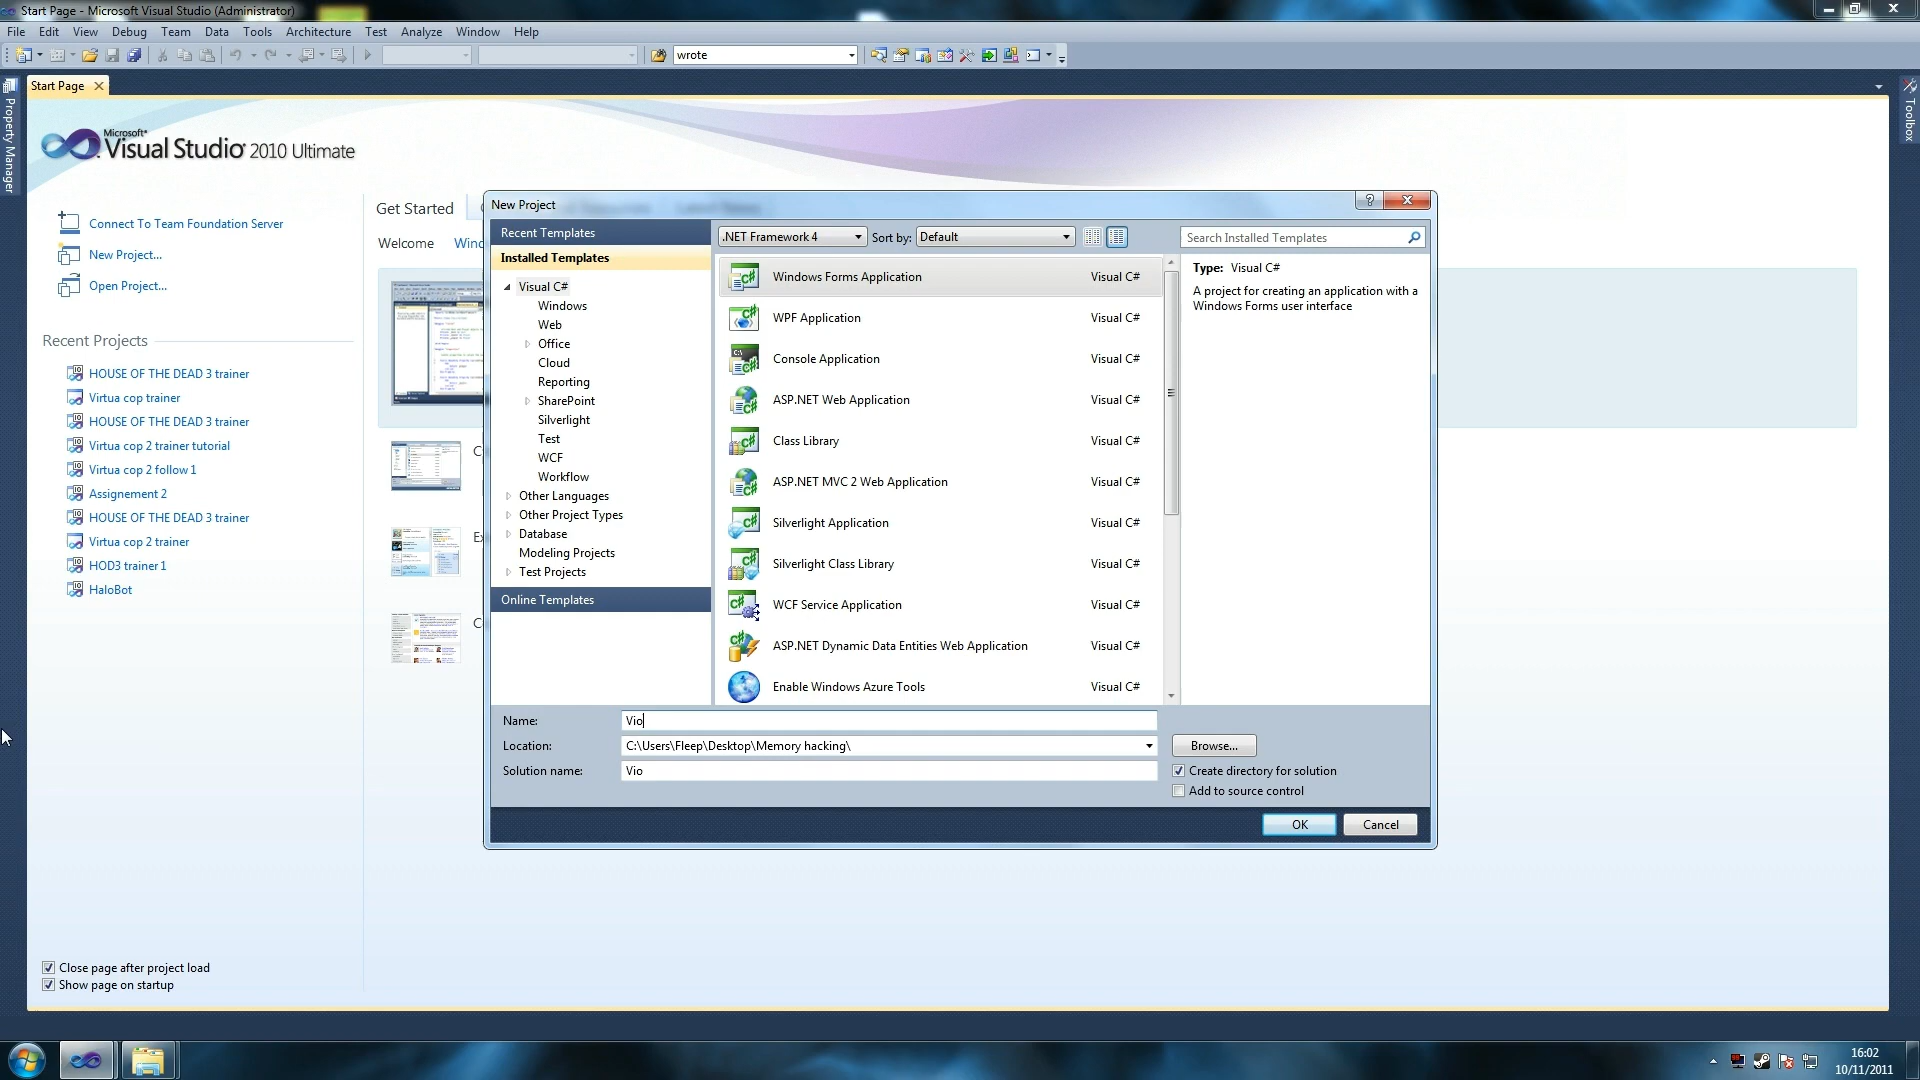 Start Page - Microsoft Visual Studio (Administrator)
File Edit View Debug Team Data Tools Architecture Test Analyze Window Help
wrote
Start Page
Property Manager
Toolbox
Microsoft®
Visual Studio® 2010 Ultimate
Connect To Team Foundation Server
New Project...
Open Project...
Recent Projects
HOUSE OF THE DEAD 3 trainer
Virtua cop trainer
HOUSE OF THE DEAD 3 trainer
Virtua cop 2 trainer tutorial
Virtua cop 2 follow 1
Assignement 2
HOUSE OF THE DEAD 3 trainer
Virtua cop 2 trainer
HOD3 trainer 1
HaloBot
Close page after project load
Show page on startup
Get Started
Welcome
New Project
Recent Templates
Installed Templates
Visual C#
Windows
Web
Office
Cloud
Reporting
SharePoint
Silverlight
Test
WCF
Workflow
Other Languages
Other Project Types
Database
Modeling Projects
Test Projects
Online Templates
.NET Framework 4 Sort by: Default
Search Installed Templates
Windows Forms Application Visual C#
WPF Application Visual C#
Console Application Visual C#
ASP.NET Web Application Visual C#
Class Library Visual C#
ASP.NET MVC 2 Web Application Visual C#
Silverlight Application Visual C#
Silverlight Class Library Visual C#
WCF Service Application Visual C#
ASP.NET Dynamic Data Entities Web Application Visual C#
Enable Windows Azure Tools Visual C#
Type: Visual C#
A project for creating an application with a
Windows Forms user interface
Name: Vio
Location: C:\Users\Fleep\Desktop\Memory hacking\
Browse...
Solution name: Vio
Create directory for solution
Add to source control
OK Cancel
16:02
10/11/2011